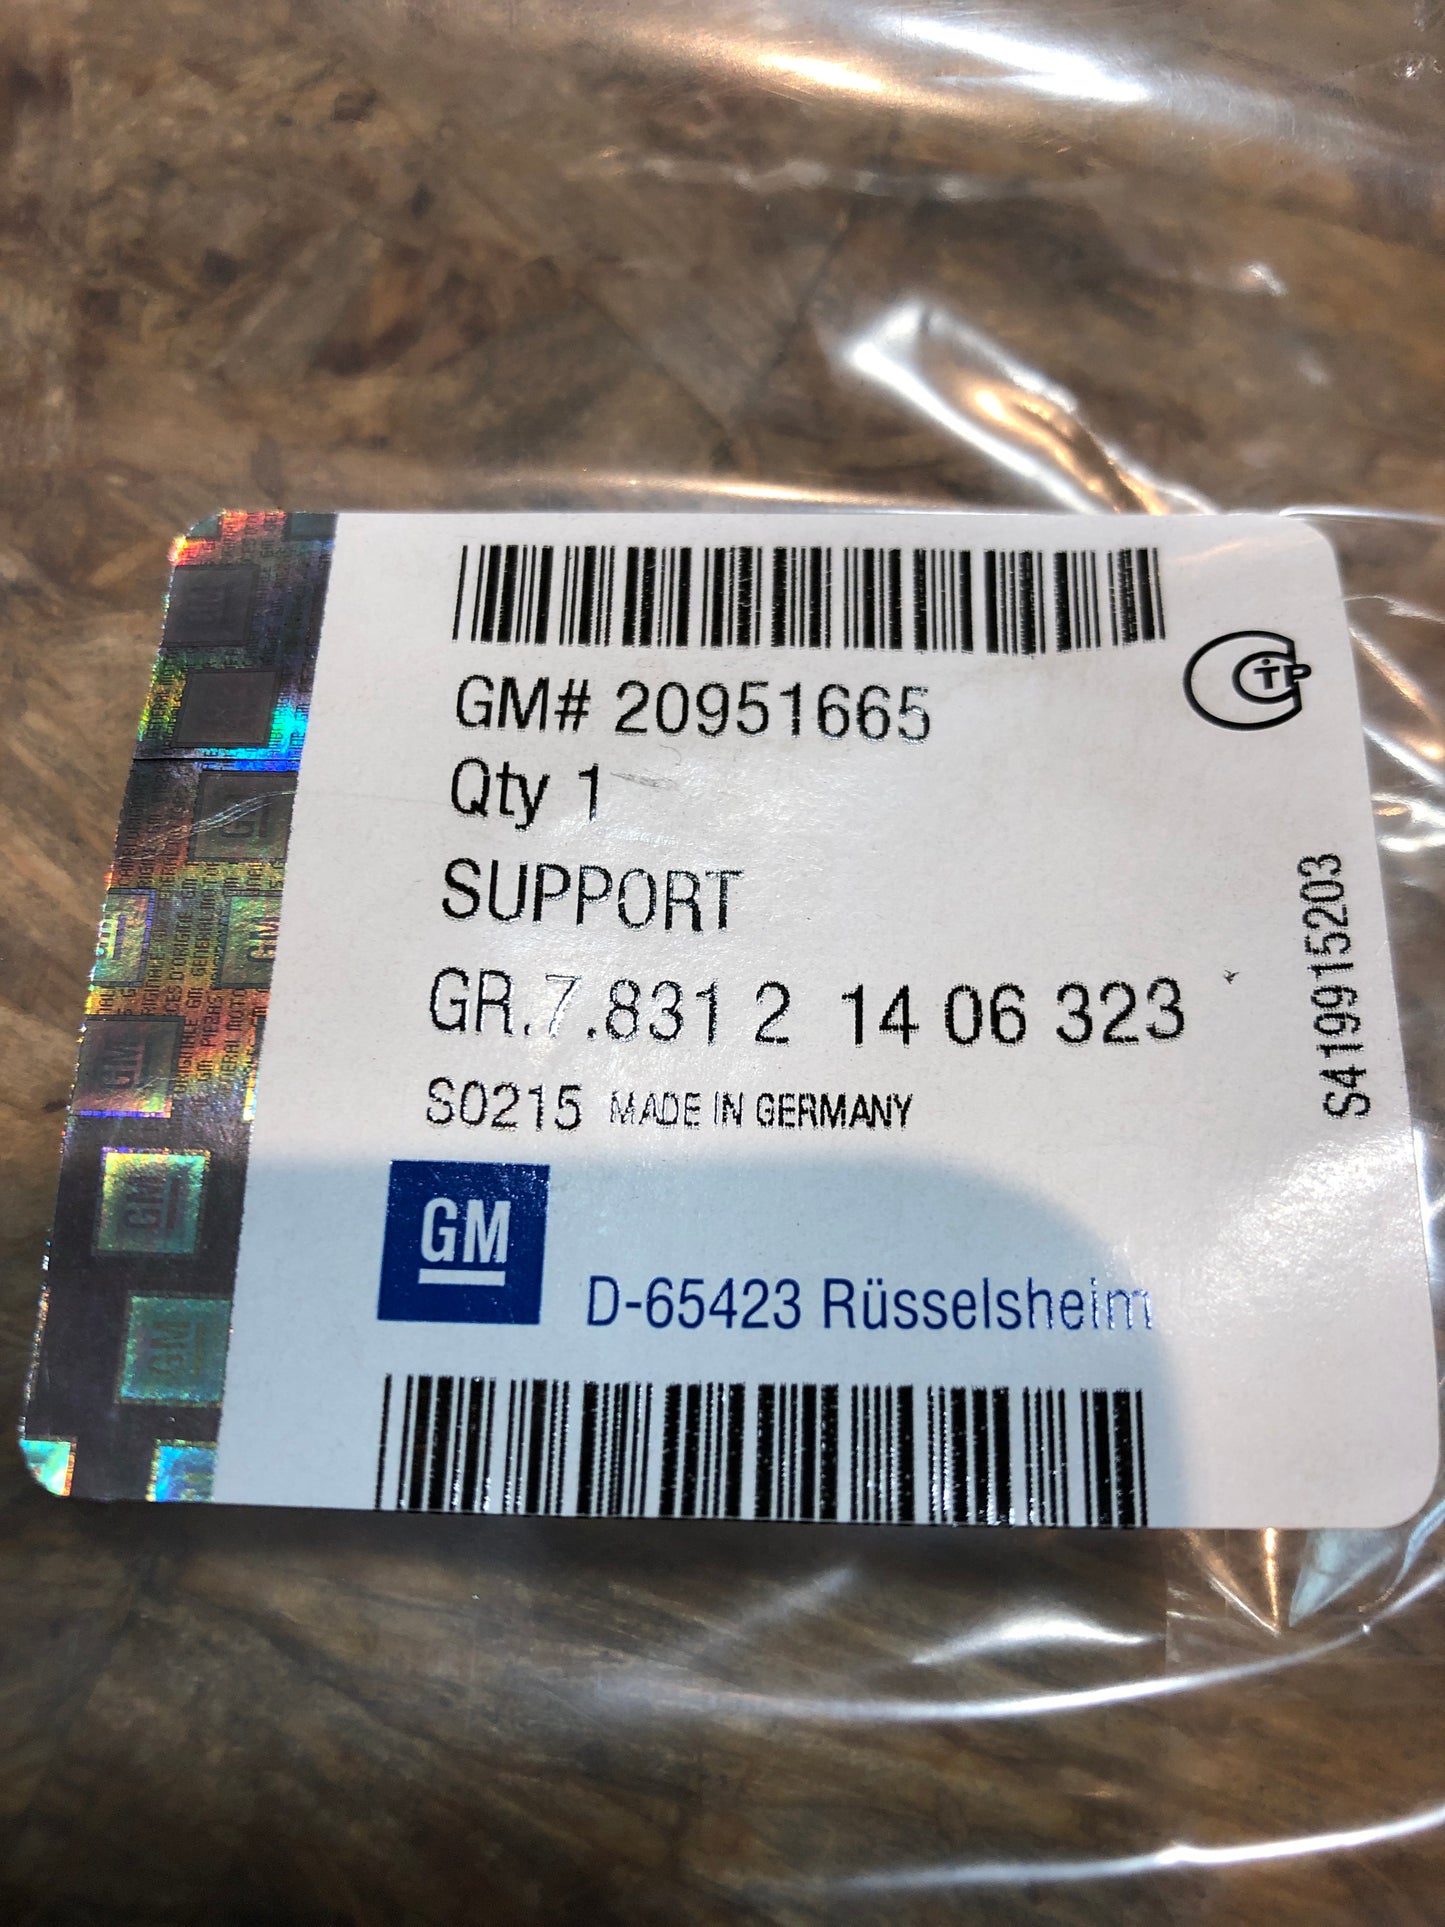 GM# 20951665
Qty 1
SUPPORT
GR.7.831 2 14 06 323
S0215 MADE IN GERMANY
GM
D-65423 Rüsselsheim
S419915203